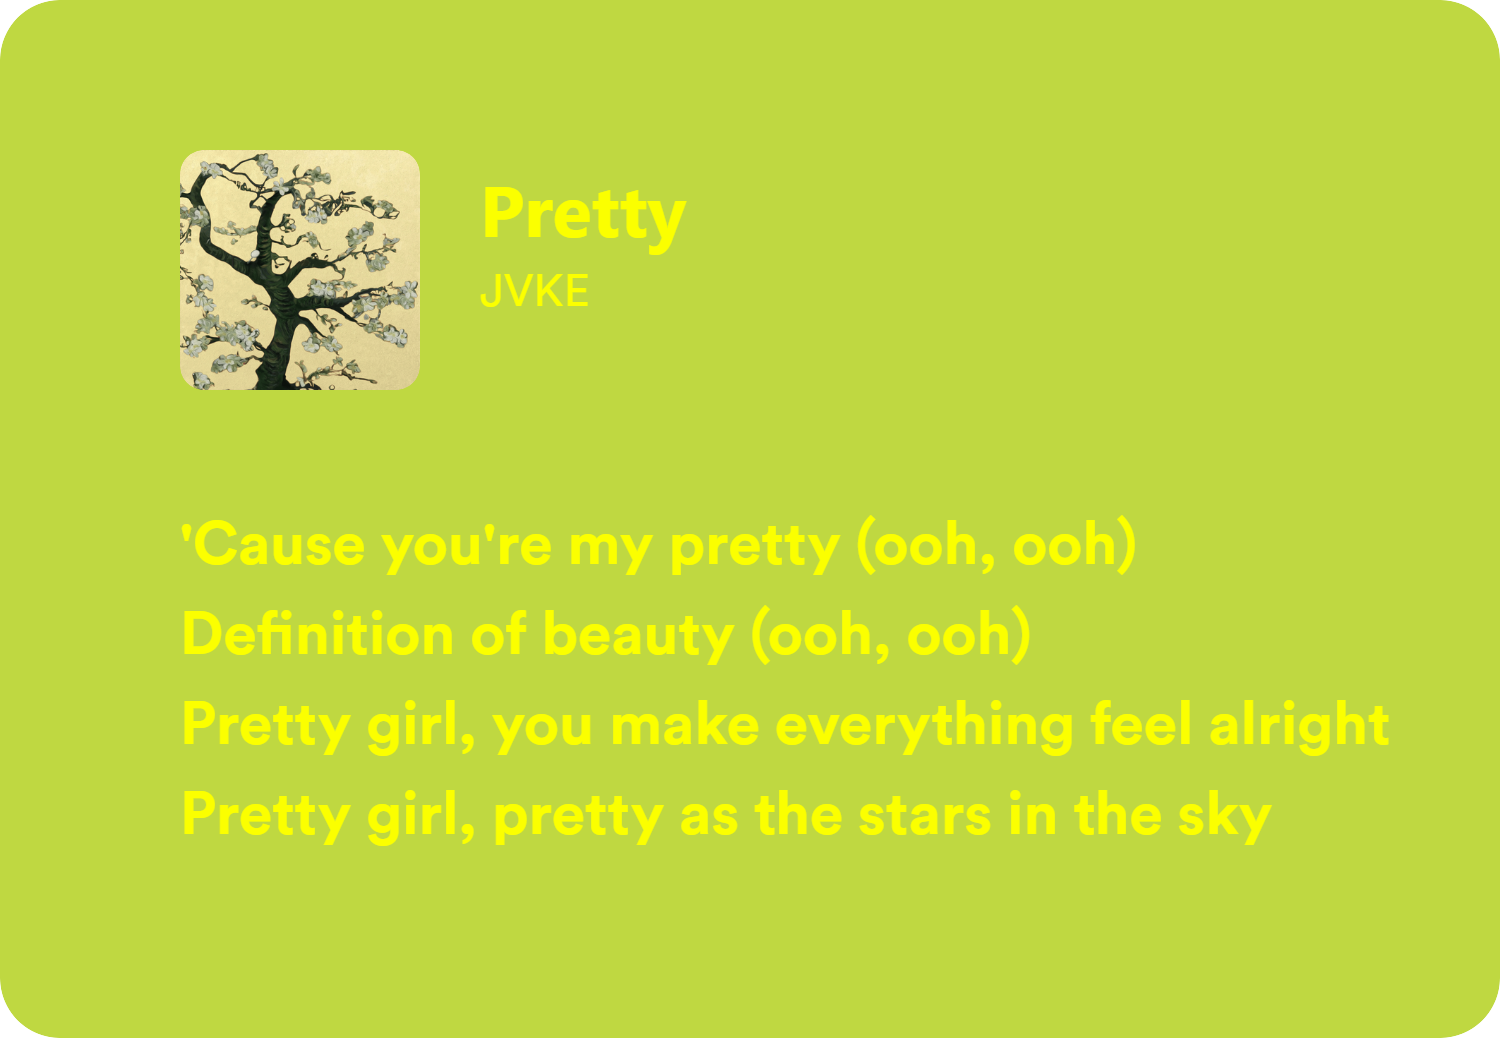 Pretty
JVKE
'Cause you're my pretty (ooh, ooh)
Definition of beauty (ooh, ooh)
Pretty girl, you make everything feel alright
Pretty girl, pretty as the stars in the sky